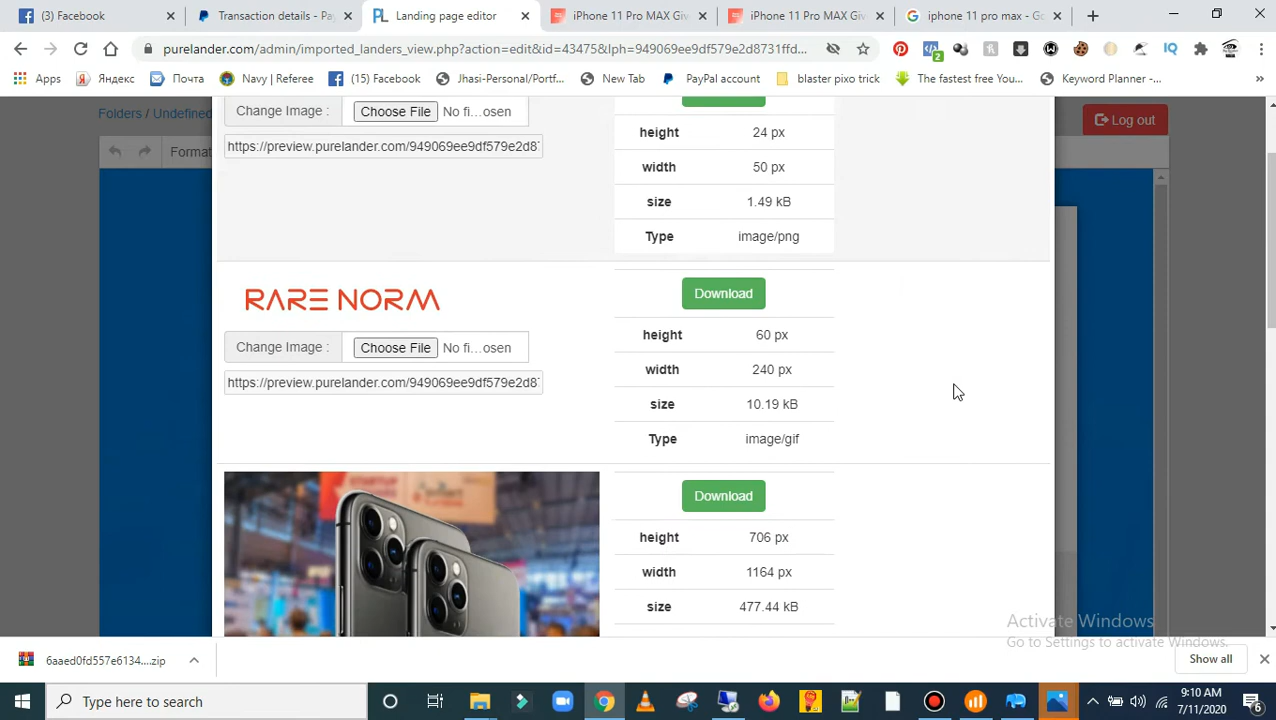 Facebook
Transaction details - Pay
Landing page editor
iPhone 11 Pro MAX Giv
iPhone 11 Pro MAX Giv
iphone 11 pro max - Go
purelander.com/admin/imported_landers_view.php?action=edit&id=43475&lph=949069ee9df579e2d8731ffd...
2
IQ
Apps
Яндекс
Почта
Navy | Referee
(15) Facebook
Jhasi-Personal/Portf...
New Tab
PayPal account
blaster pixo trick
The fastest free You...
Keyword Planner -...
Folders / Undefined
Log out
Format
Change Image :
Choose File
No fi...osen
https://preview.purelander.com/949069ee9df579e2d8
height 24 px
width 50 px
size 1.49 kB
Type image/png
RARE NORM
Download
Change Image :
Choose File
No fi...osen
https://preview.purelander.com/949069ee9df579e2d8
height 60 px
width 240 px
size 10.19 kB
Type image/gif
Download
height 706 px
width 1164 px
size 477.44 kB
Activate Windows
Go to Settings to activate Windows.
6aaed0fd557e6134....zip
Show all
Type here to search
9:10 AM
7/11/2020
6